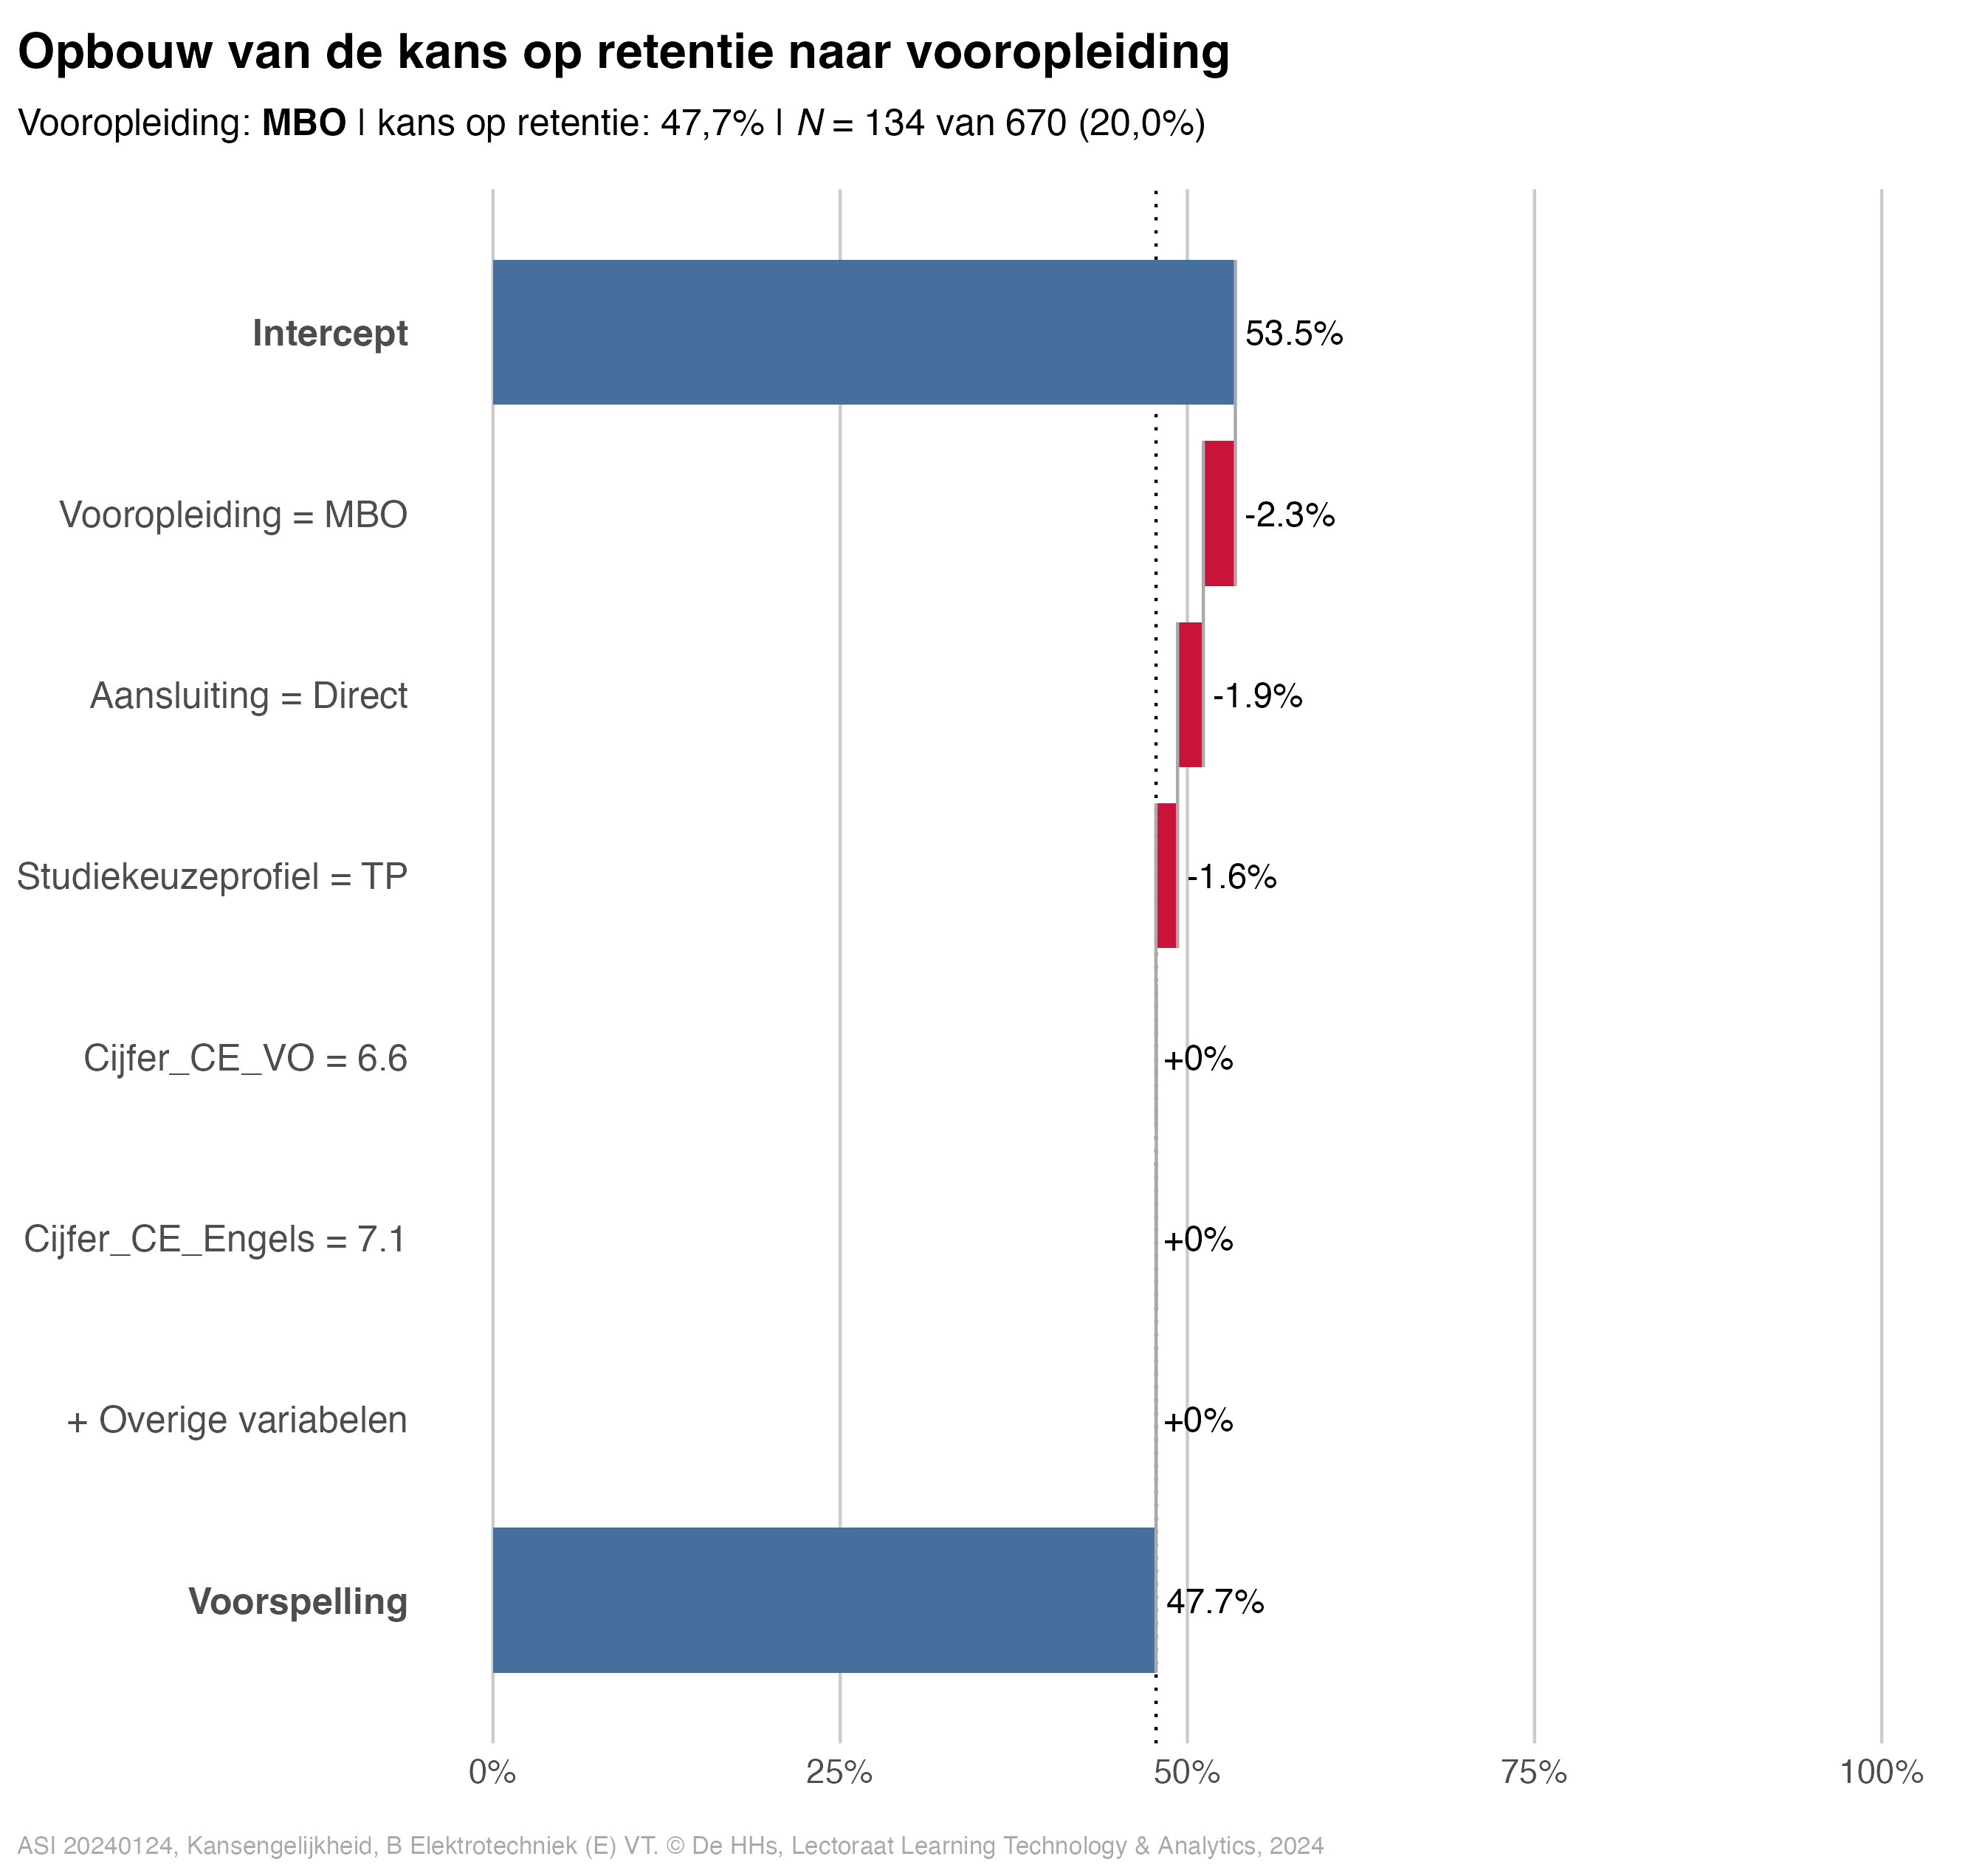 Opbouw van de kans op retentie naar vooropleiding
Vooropleiding: MBO | kans op retentie: 47,7% | N = 134 van 670 (20,0%)
Intercept
53.5%
Vooropleiding = MBO
-2.3%
Aansluiting = Direct
-1.9%
Studiekeuzeprofiel = TP
-1.6%
Cijfer_CE_VO = 6.6
+0%
Cijfer_CE_Engels = 7.1
+0%
+ Overige variabelen
+0%
Voorspelling
47.7%
0% 25% 50% 75% 100%
ASI 20240124, Kansengelijkheid, B Elektrotechniek (E) VT. © De HHs, Lectoraat Learning Technology & Analytics, 2024